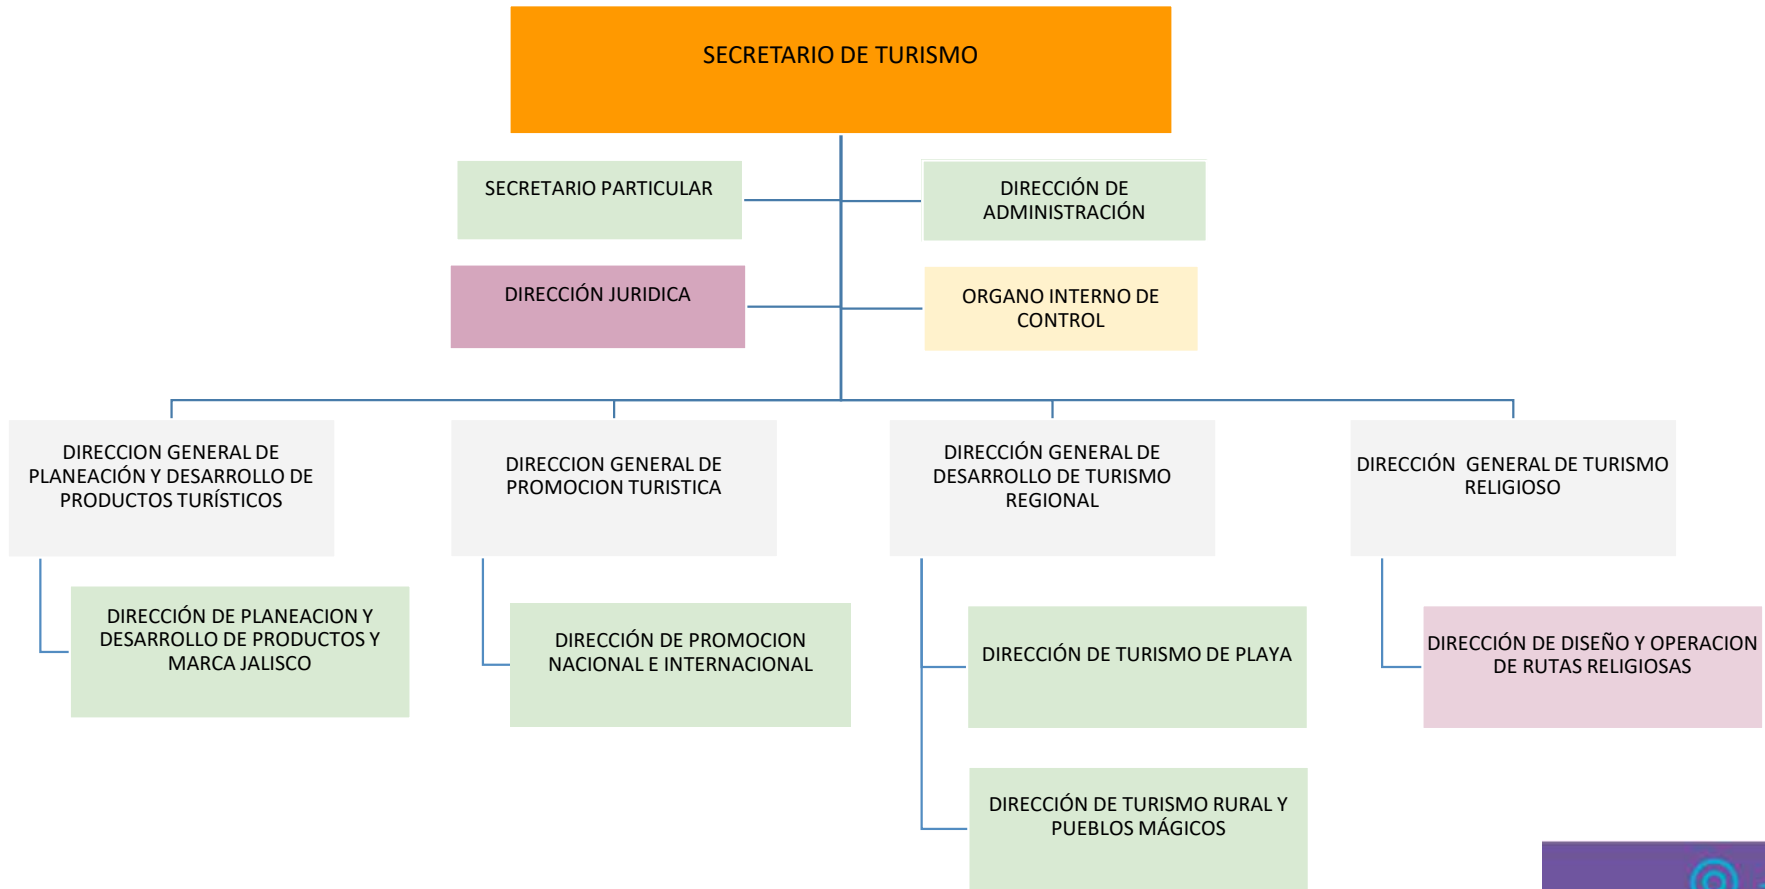 SECRETARIO DE TURISMO
SECRETARIO PARTICULAR
DIRECCIÓN DE
ADMINISTRACIÓN
DIRECCIÓN JURIDICA
ORGANO INTERNO DE
CONTROL
DIRECCION GENERAL DE
PLANEACIÓN Y DESARROLLO DE
PRODUCTOS TURÍSTICOS
DIRECCION GENERAL DE
PROMOCION TURISTICA
DIRECCIÓN GENERAL DE
DESARROLLO DE TURISMO
REGIONAL
DIRECCIÓN  GENERAL DE TURISMO
RELIGIOSO
DIRECCIÓN DE PLANEACION Y
DESARROLLO DE PRODUCTOS Y
MARCA JALISCO
DIRECCIÓN DE PROMOCION
NACIONAL E INTERNACIONAL
DIRECCIÓN DE TURISMO DE PLAYA
DIRECCIÓN DE DISEÑO Y OPERACION
DE RUTAS RELIGIOSAS
DIRECCIÓN DE TURISMO RURAL Y
PUEBLOS MÁGICOS